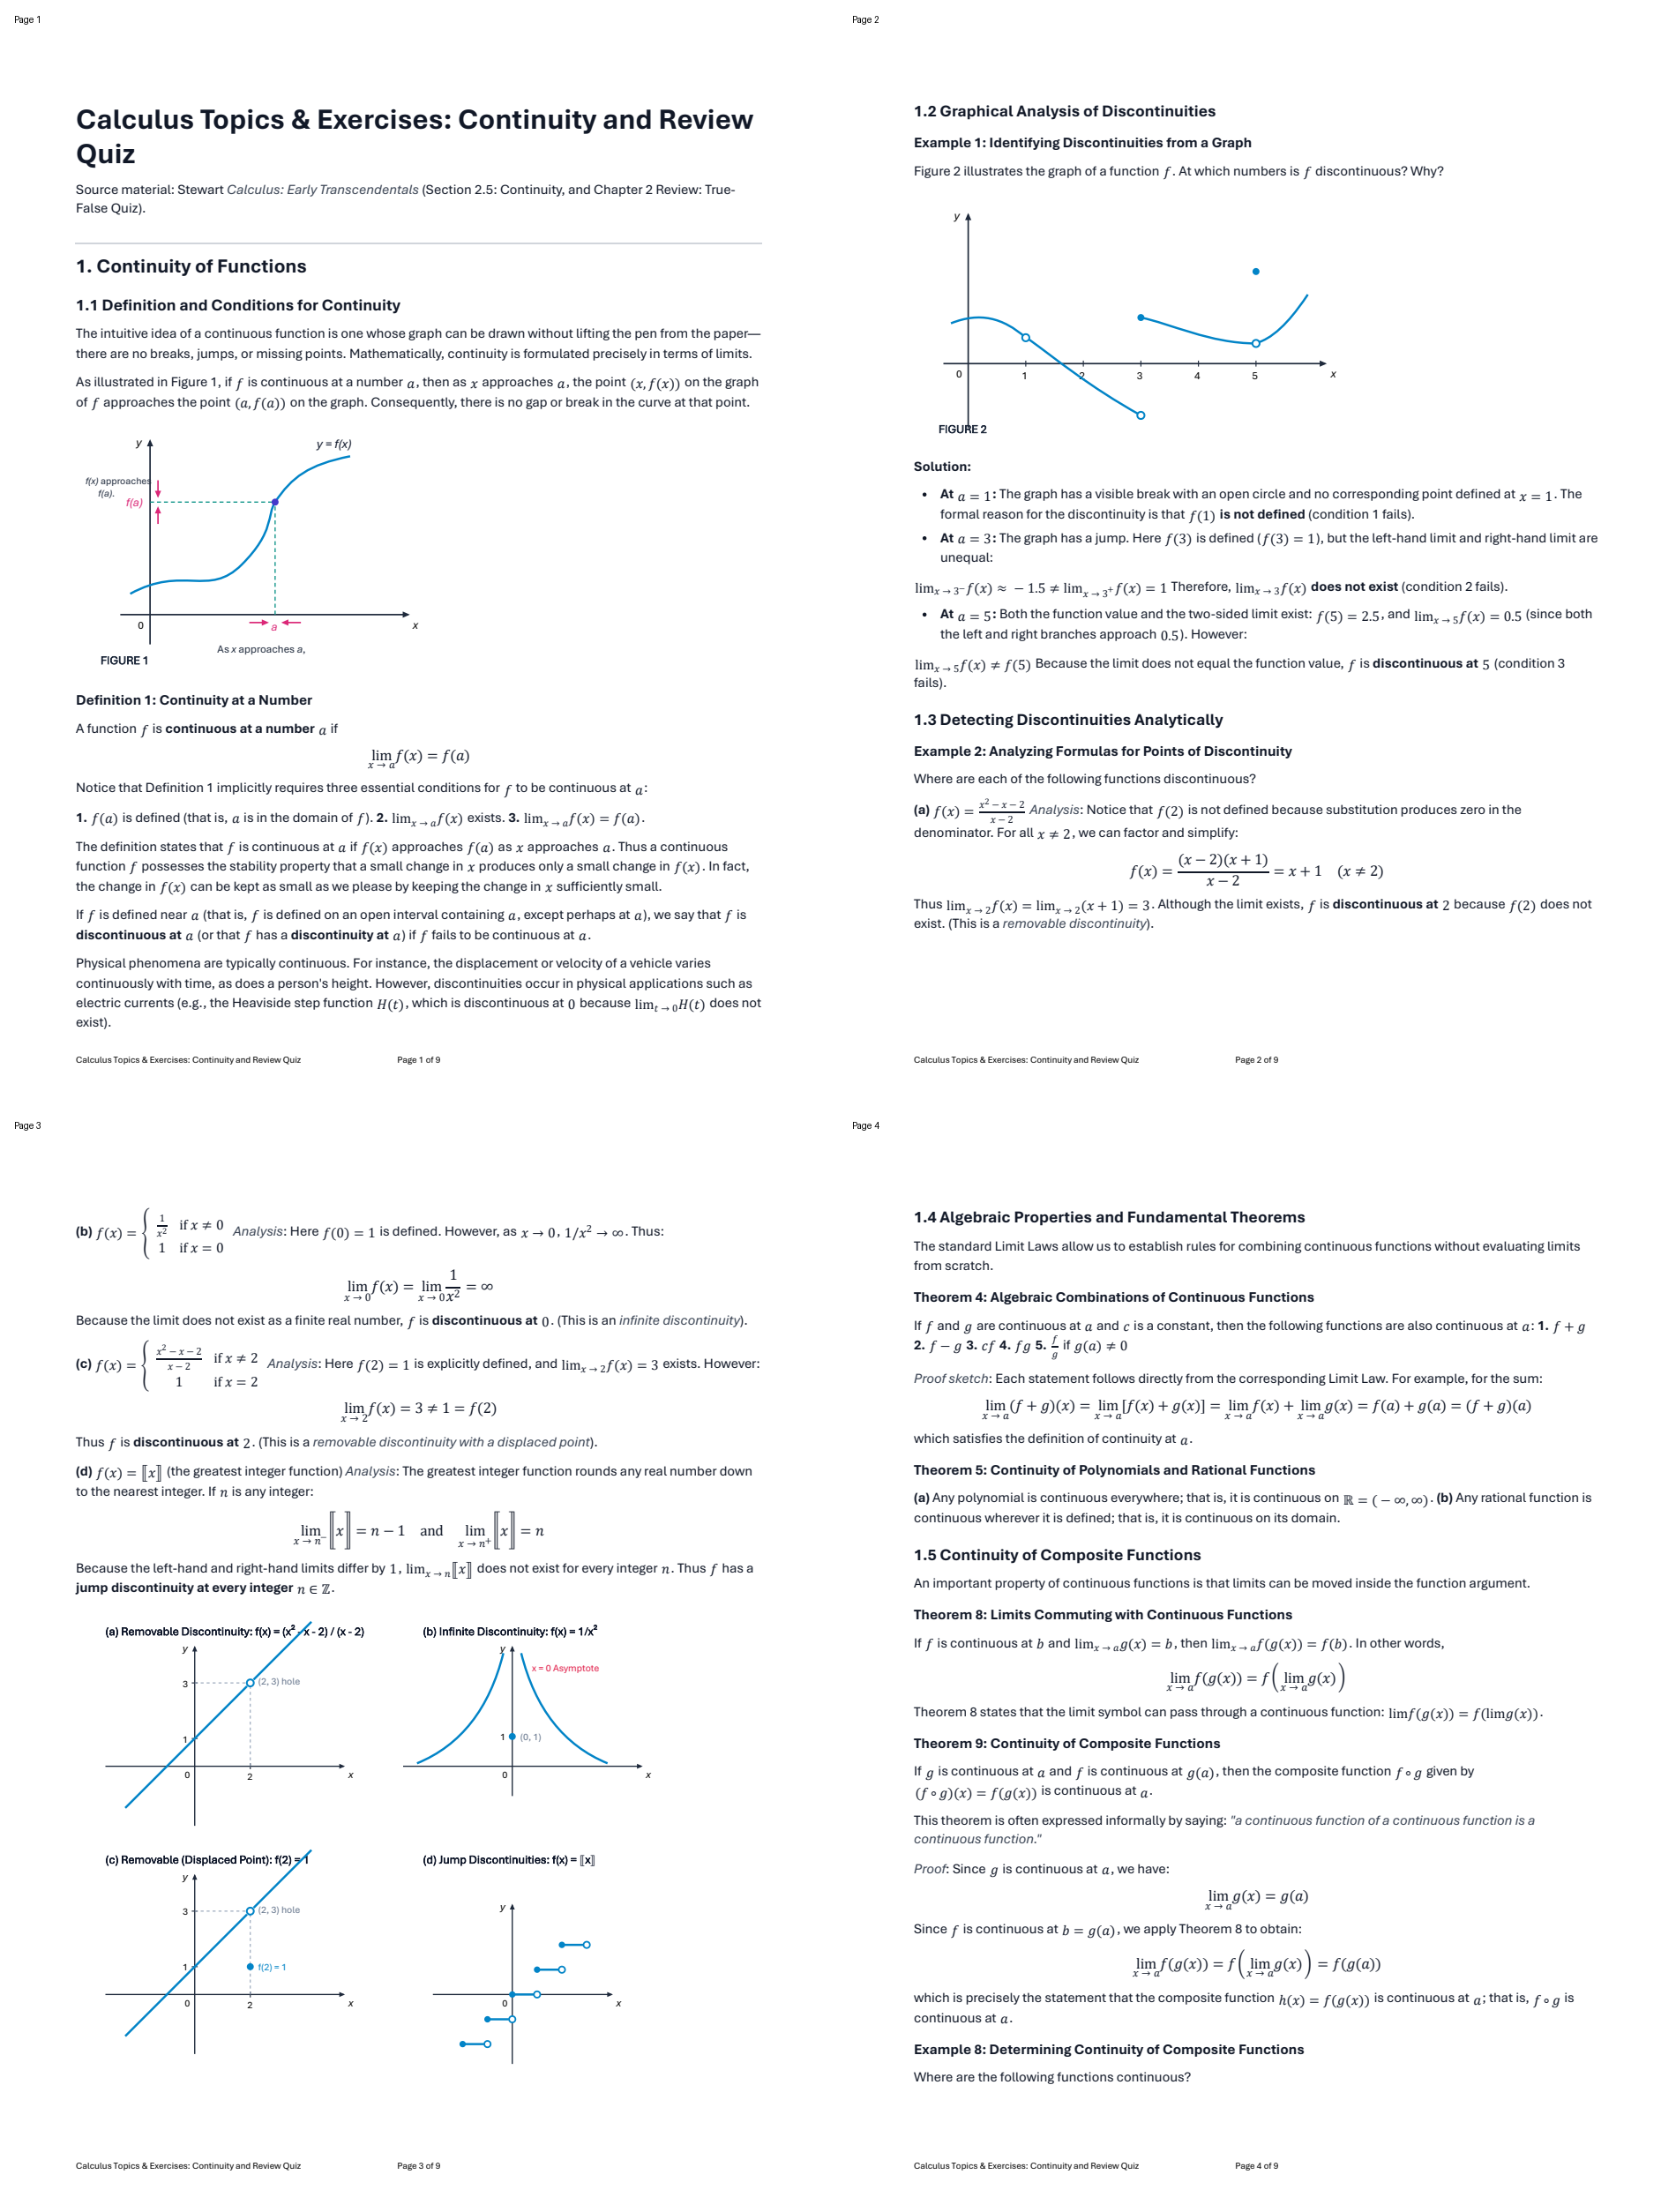 Page 1
Calculus Topics & Exercises: Continuity and Review
Quiz
Source material: Stewart Calculus: Early Transcendentals (Section 2.5: Continuity, and Chapter 2 Review: True-
False Quiz).
1. Continuity of Functions
1.1 Definition and Conditions for Continuity
The intuitive idea of a continuous function is one whose graph can be drawn without lifting the pen from the paper—
there are no breaks, jumps, or missing points. Mathematically, continuity is formulated precisely in terms of limits.
As illustrated in Figure 1, if f is continuous at a number a, then as x approaches a, the point (x, f(x)) on the graph
of f approaches the point (a, f(a)) on the graph. Consequently, there is no gap or break in the curve at that point.
y
y = f(x)
f(x) approaches
f(a).
f(a)
0
a
x
As x approaches a,
FIGURE 1
Definition 1: Continuity at a Number
A function f is continuous at a number a if
lim x→a f(x) = f(a)
Notice that Definition 1 implicitly requires three essential conditions for f to be continuous at a:
1. f(a) is defined (that is, a is in the domain of f). 2. lim x→a f(x) exists. 3. lim x→a f(x) = f(a).
The definition states that f is continuous at a if f(x) approaches f(a) as x approaches a. Thus a continuous
function f possesses the stability property that a small change in x produces only a small change in f(x). In fact,
the change in f(x) can be kept as small as we please by keeping the change in x sufficiently small.
If f is defined near a (that is, f is defined on an open interval containing a, except perhaps at a), we say that f is
discontinuous at a (or that f has a discontinuity at a) if f fails to be continuous at a.
Physical phenomena are typically continuous. For instance, the displacement or velocity of a vehicle varies
continuously with time, as does a person's height. However, discontinuities occur in physical applications such as
electric currents (e.g., the Heaviside step function H(t), which is discontinuous at 0 because lim t→0 H(t) does not
exist).
Calculus Topics & Exercises: Continuity and Review Quiz Page 1 of 9
Page 2
1.2 Graphical Analysis of Discontinuities
Example 1: Identifying Discontinuities from a Graph
Figure 2 illustrates the graph of a function f. At which numbers is f discontinuous? Why?
y
0 1 2 3 4 5 x
FIGURE 2
Solution:
• At a = 1: The graph has a visible break with an open circle and no corresponding point defined at x = 1. The
formal reason for the discontinuity is that f(1) is not defined (condition 1 fails).
• At a = 3: The graph has a jump. Here f(3) is defined (f(3) = 1), but the left-hand limit and right-hand limit are
unequal:
lim x→3⁻ f(x) ≈ − 1.5 ≠ lim x→3⁺ f(x) = 1 Therefore, lim x→3 f(x) does not exist (condition 2 fails).
• At a = 5: Both the function value and the two-sided limit exist: f(5) = 2.5, and lim x→5 f(x) = 0.5 (since both
the left and right branches approach 0.5). However:
lim x→5 f(x) ≠ f(5) Because the limit does not equal the function value, f is discontinuous at 5 (condition 3
fails).
1.3 Detecting Discontinuities Analytically
Example 2: Analyzing Formulas for Points of Discontinuity
Where are each of the following functions discontinuous?
(a) f(x) = (x² − x − 2)/(x − 2) Analysis: Notice that f(2) is not defined because substitution produces zero in the
denominator. For all x ≠ 2, we can factor and simplify:
f(x) = (x − 2)(x + 1)/(x − 2) = x + 1 (x ≠ 2)
Thus lim x→2 f(x) = lim x→2 (x + 1) = 3. Although the limit exists, f is discontinuous at 2 because f(2) does not
exist. (This is a removable discontinuity).
Calculus Topics & Exercises: Continuity and Review Quiz Page 2 of 9
Page 3
(b) f(x) = { 1/x² if x ≠ 0; 1 if x = 0 Analysis: Here f(0) = 1 is defined. However, as x → 0, 1/x² → ∞. Thus:
lim x→0 f(x) = lim x→0 1/x² = ∞
Because the limit does not exist as a finite real number, f is discontinuous at 0. (This is an infinite discontinuity).
(c) f(x) = { (x² − x − 2)/(x − 2) if x ≠ 2; 1 if x = 2 Analysis: Here f(2) = 1 is explicitly defined, and lim x→2 f(x) = 3 exists. However:
lim x→2 f(x) = 3 ≠ 1 = f(2)
Thus f is discontinuous at 2. (This is a removable discontinuity with a displaced point).
(d) f(x) = ⟦x⟧ (the greatest integer function) Analysis: The greatest integer function rounds any real number down
to the nearest integer. If n is any integer:
lim x→n⁻ ⟦x⟧ = n − 1 and lim x→n⁺ ⟦x⟧ = n
Because the left-hand and right-hand limits differ by 1, lim x→n ⟦x⟧ does not exist for every integer n. Thus f has a
jump discontinuity at every integer n ∈ ℤ.
(a) Removable Discontinuity: f(x) = (x² - x - 2) / (x - 2)
y
3
(2, 3) hole
1
0 2 x
(b) Infinite Discontinuity: f(x) = 1/x²
y
x = 0 Asymptote
1 (0, 1)
0 x
(c) Removable (Displaced Point): f(2) = 1
y
3
(2, 3) hole
1
f(2) = 1
0 2 x
(d) Jump Discontinuities: f(x) = ⟦x⟧
y
0 x
Calculus Topics & Exercises: Continuity and Review Quiz Page 3 of 9
Page 4
1.4 Algebraic Properties and Fundamental Theorems
The standard Limit Laws allow us to establish rules for combining continuous functions without evaluating limits
from scratch.
Theorem 4: Algebraic Combinations of Continuous Functions
If f and g are continuous at a and c is a constant, then the following functions are also continuous at a: 1. f + g
2. f − g 3. cf 4. fg 5. f/g if g(a) ≠ 0
Proof sketch: Each statement follows directly from the corresponding Limit Law. For example, for the sum:
lim x→a (f + g)(x) = lim x→a [f(x) + g(x)] = lim x→a f(x) + lim x→a g(x) = f(a) + g(a) = (f + g)(a)
which satisfies the definition of continuity at a.
Theorem 5: Continuity of Polynomials and Rational Functions
(a) Any polynomial is continuous everywhere; that is, it is continuous on ℝ = ( − ∞, ∞). (b) Any rational function is
continuous wherever it is defined; that is, it is continuous on its domain.
1.5 Continuity of Composite Functions
An important property of continuous functions is that limits can be moved inside the function argument.
Theorem 8: Limits Commuting with Continuous Functions
If f is continuous at b and lim x→a g(x) = b, then lim x→a f(g(x)) = f(b). In other words,
lim x→a f(g(x)) = f(lim x→a g(x))
Theorem 8 states that the limit symbol can pass through a continuous function: limf(g(x)) = f(limg(x)).
Theorem 9: Continuity of Composite Functions
If g is continuous at a and f is continuous at g(a), then the composite function f ∘ g given by
(f ∘ g)(x) = f(g(x)) is continuous at a.
This theorem is often expressed informally by saying: "a continuous function of a continuous function is a
continuous function."
Proof: Since g is continuous at a, we have:
lim x→a g(x) = g(a)
Since f is continuous at b = g(a), we apply Theorem 8 to obtain:
lim x→a f(g(x)) = f(lim x→a g(x)) = f(g(a))
which is precisely the statement that the composite function h(x) = f(g(x)) is continuous at a; that is, f ∘ g is
continuous at a.
Example 8: Determining Continuity of Composite Functions
Where are the following functions continuous?
Calculus Topics & Exercises: Continuity and Review Quiz Page 4 of 9